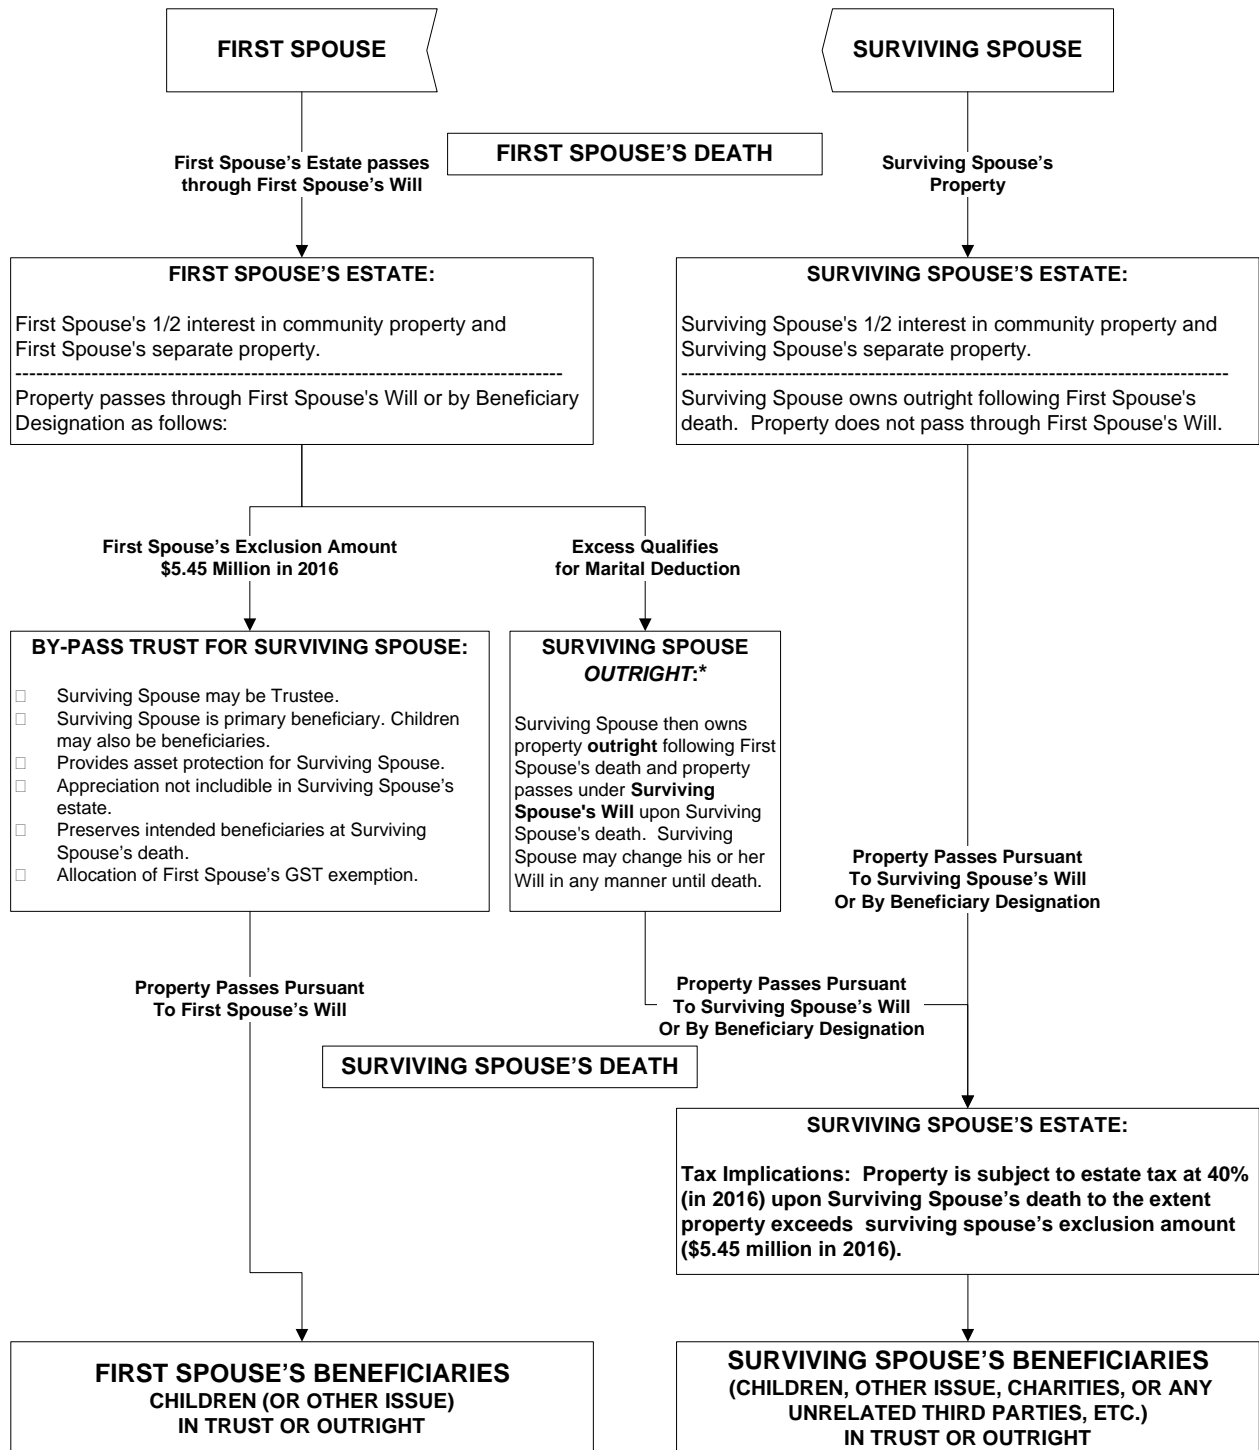 FIRST SPOUSE
SURVIVING SPOUSE
First Spouse's Estate passes
through First Spouse's Will
FIRST SPOUSE'S DEATH
Surviving Spouse's
Property
FIRST SPOUSE'S ESTATE:
First Spouse's 1/2 interest in community property and
First Spouse's separate property.
-------------------------------------------------------------------------------
Property passes through First Spouse's Will or by Beneficiary
Designation as follows:
SURVIVING SPOUSE'S ESTATE:
Surviving Spouse's 1/2 interest in community property and
Surviving Spouse's separate property.
-------------------------------------------------------------------------------
Surviving Spouse owns outright following First Spouse's
death.  Property does not pass through First Spouse's Will.
First Spouse's Exclusion Amount
$5.45 Million in 2016
Excess Qualifies
for Marital Deduction
BY-PASS TRUST FOR SURVIVING SPOUSE:
Surviving Spouse may be Trustee.
Surviving Spouse is primary beneficiary. Children
may also be beneficiaries.
Provides asset protection for Surviving Spouse.
Appreciation not includible in Surviving Spouse's
estate.
Preserves intended beneficiaries at Surviving
Spouse's death.
Allocation of First Spouse's GST exemption.
SURVIVING SPOUSE
OUTRIGHT:*
Surviving Spouse then owns
property outright following First
Spouse's death and property
passes under Surviving
Spouse's Will upon Surviving
Spouse's death.  Surviving
Spouse may change his or her
Will in any manner until death.
Property Passes Pursuant
To Surviving Spouse's Will
Or By Beneficiary Designation
Property Passes Pursuant
To First Spouse's Will
Property Passes Pursuant
To Surviving Spouse's Will
Or By Beneficiary Designation
SURVIVING SPOUSE'S DEATH
SURVIVING SPOUSE'S ESTATE:
Tax Implications:  Property is subject to estate tax at 40%
(in 2016) upon Surviving Spouse's death to the extent
property exceeds  surviving spouse's exclusion amount
($5.45 million in 2016).
FIRST SPOUSE'S BENEFICIARIES
CHILDREN (OR OTHER ISSUE)
IN TRUST OR OUTRIGHT
SURVIVING SPOUSE'S BENEFICIARIES
(CHILDREN, OTHER ISSUE, CHARITIES, OR ANY
UNRELATED THIRD PARTIES, ETC.)
IN TRUST OR OUTRIGHT